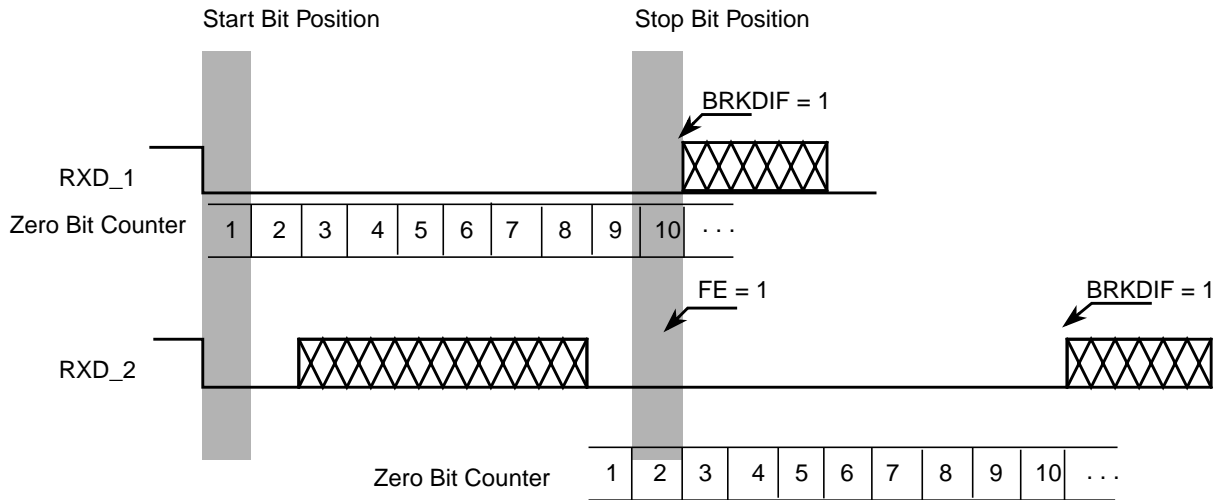 Start Bit Position
Stop Bit Position
BRKDIF = 1
RXD_1
Zero Bit Counter
1 2 3 4 5 6 7 8 9 10 . . .
FE = 1
BRKDIF = 1
RXD_2
Zero Bit Counter
1 2 3 4 5 6 7 8 9 10 . . .